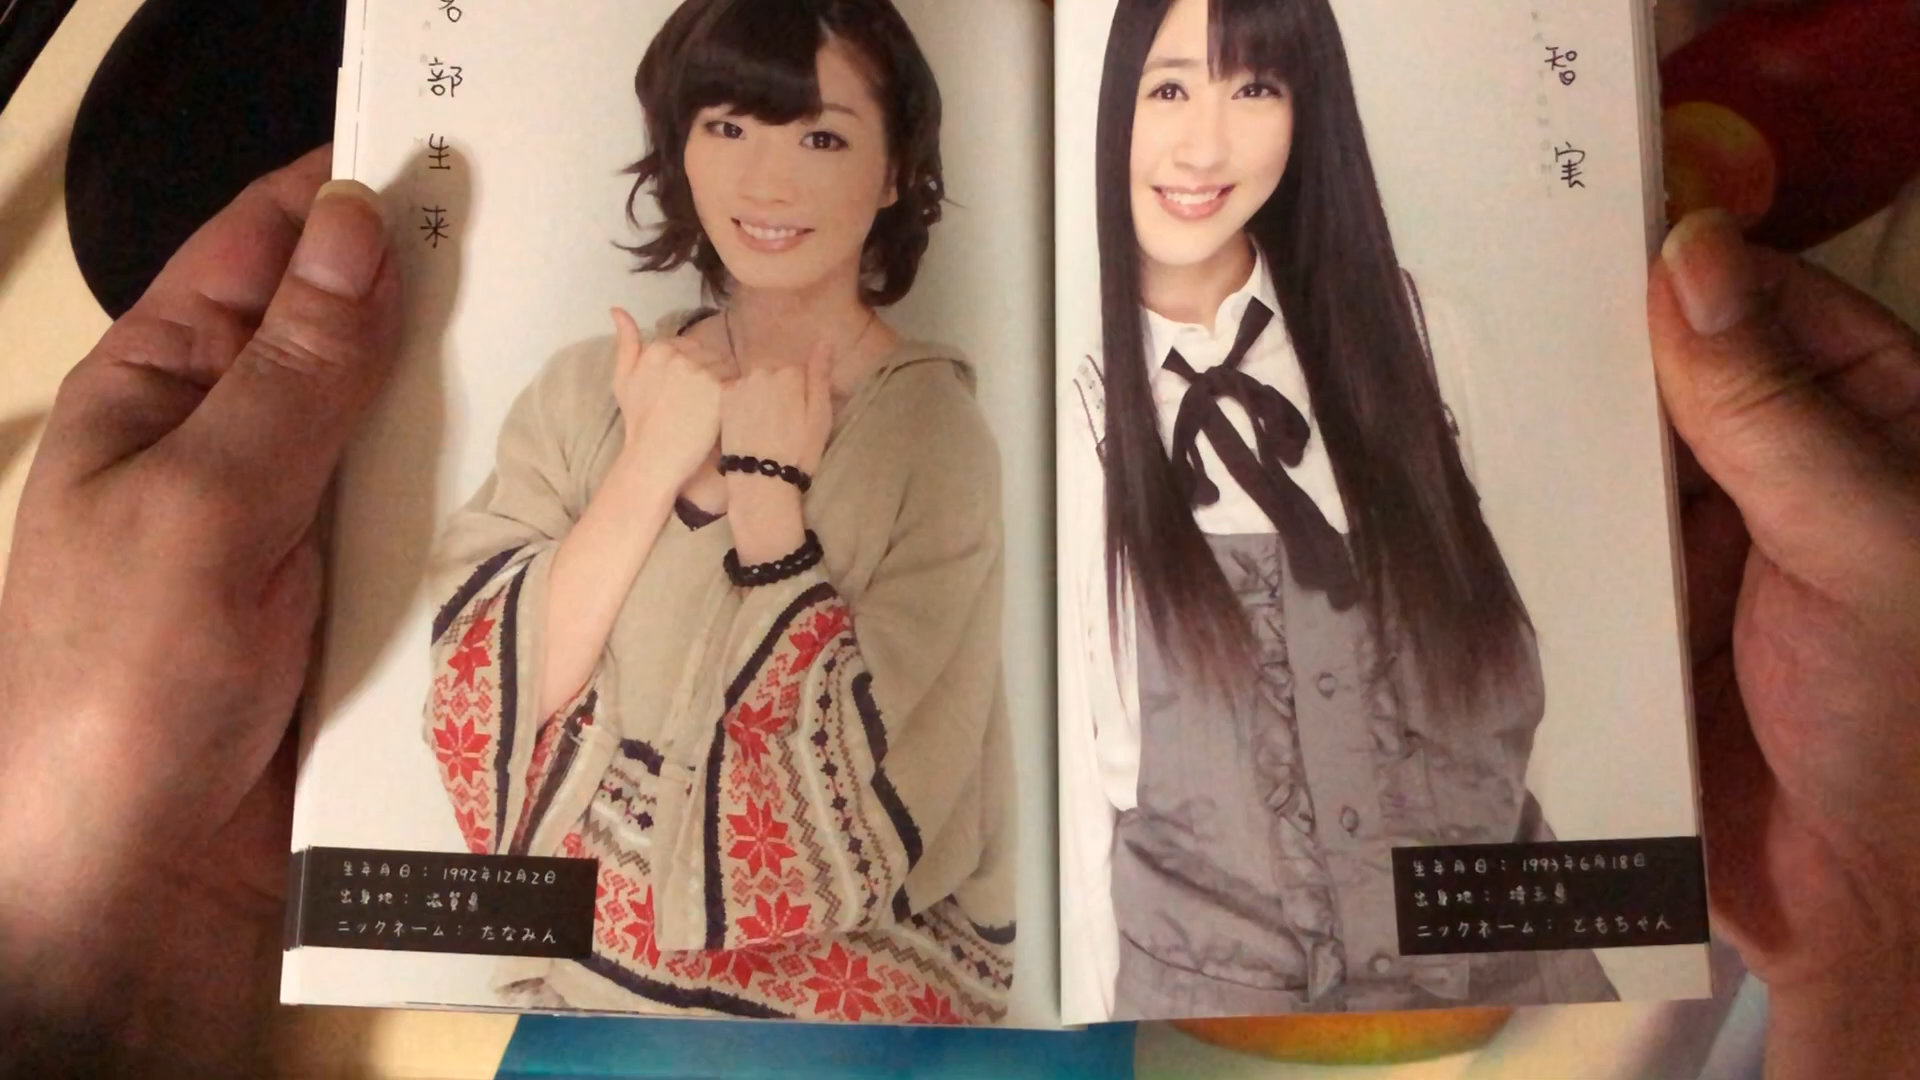 部生来
生年月日：1992年12月2日
出身地：滋賀県
ニックネーム：たなみん
智実
生年月日：1993年6月18日
出身地：埼玉県
ニックネーム：ともちゃん